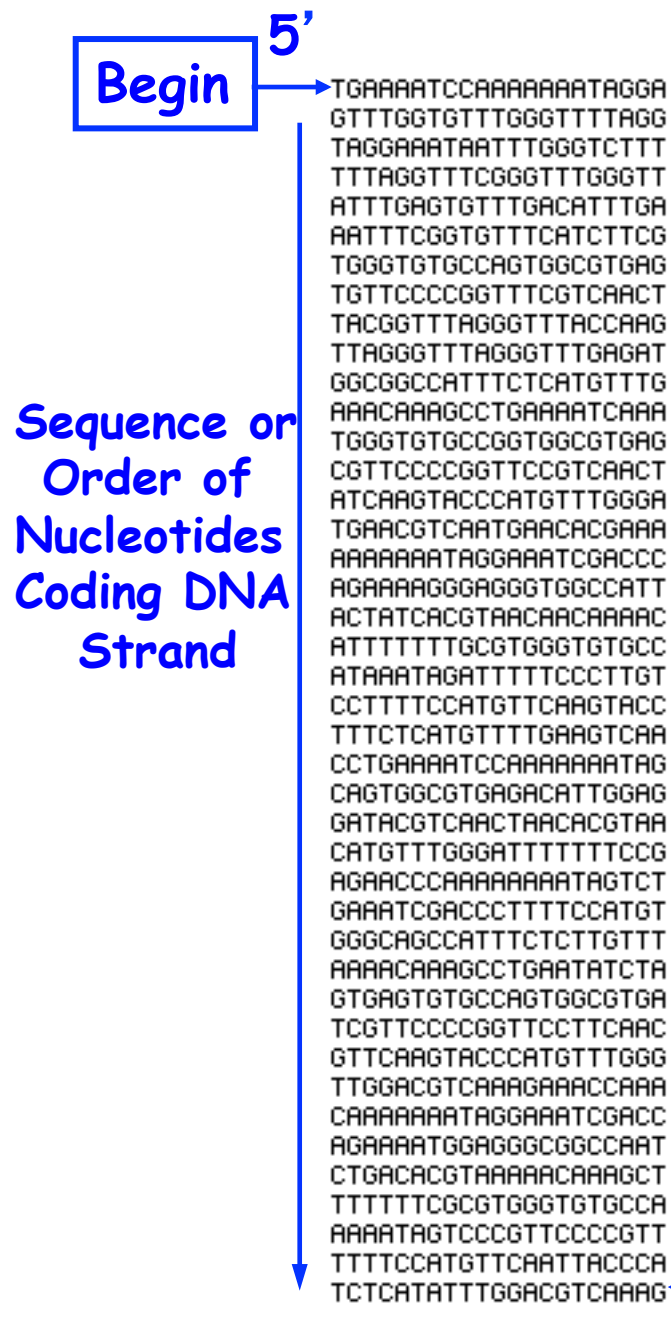 5’
Begin
Sequence or
Order of
Nucleotides
Coding DNA
Strand
TGAAAATCCAAAAAAAATAGGA
GTTTGGTGTTTGGGTTTTAGG
TAGGAAATAATTTGGGTCTTT
TTTAGGTTTCGGGTTTGGGTT
ATTTGAGTGTTTGACATTTGA
AATTTCGGTGTTTCATCTTCG
TGGGTGTGCCAGTGGCGTGAG
TGTTCCCCGGTTTCGTCAACT
TACGGTTTAGGGTTTACCAAG
TTAGGGTTTAGGGTTTGAGAT
GGCGGCCATTTCTCATGTTTG
AAACAAAGCCTGAAAATCAAA
TGGGTGTGCCGGTGGCGTGAG
CGTTCCCCGGTTCCGTCAACT
ATCAAGTACCCATGTTTGGGA
TGAACGTCAATGAACACGAAA
AAAAAAATAGGAAATCGACCC
AGAAAAGGGAGGGTGGCCATT
ACTATCACGTAACAACAAAAC
ATTTTTTTGCGTGGGTGTGCC
ATAAATAGATTTTTCCCTTGT
CCTTTTCCATGTTCAAGTACC
TTTCTCATGTTTTGAAGTCAA
CCTGAAAATCCAAAAAAATAG
CAGTGGCGTGAGACATTGGAG
GATACGTCAACTAACACGTAA
CATGTTTGGGATTTTTTTCCG
AGAACCCAAAAAAAATAGTCT
GAAATCGACCCTTTTCCATGT
GGGCAGCCATTTCTCTTGTTT
AAAACAAAGCCTGAATATCTA
GTGAGTGTGCCAGTGGCGTGA
TCGTTCCCCGGTTCCTTCAAC
GTTCAAGTACCCATGTTTGGG
TTGGACGTCAAAGAAACCAAA
CAAAAAAATAGGAAATCGACC
AGAAAATGGAGGGCGGCCAAT
CTGACACGTAAAAACAAAGCT
TTTTTTCGCGTGGGTGTGCCA
AAAATAGTCCCGTTCCCCGTT
TTTTCCATGTTCAATTACCCA
TCTCATATTTGGACGTCAAAG